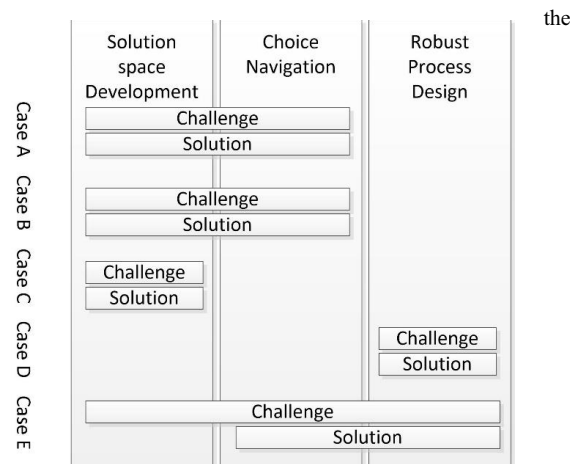 the
Solution
space
Development
Choice
Navigation
Robust
Process
Design
Case A
Challenge
Solution
Case B
Challenge
Solution
Case C
Challenge
Solution
Case D
Challenge
Solution
Case E
Challenge
Solution